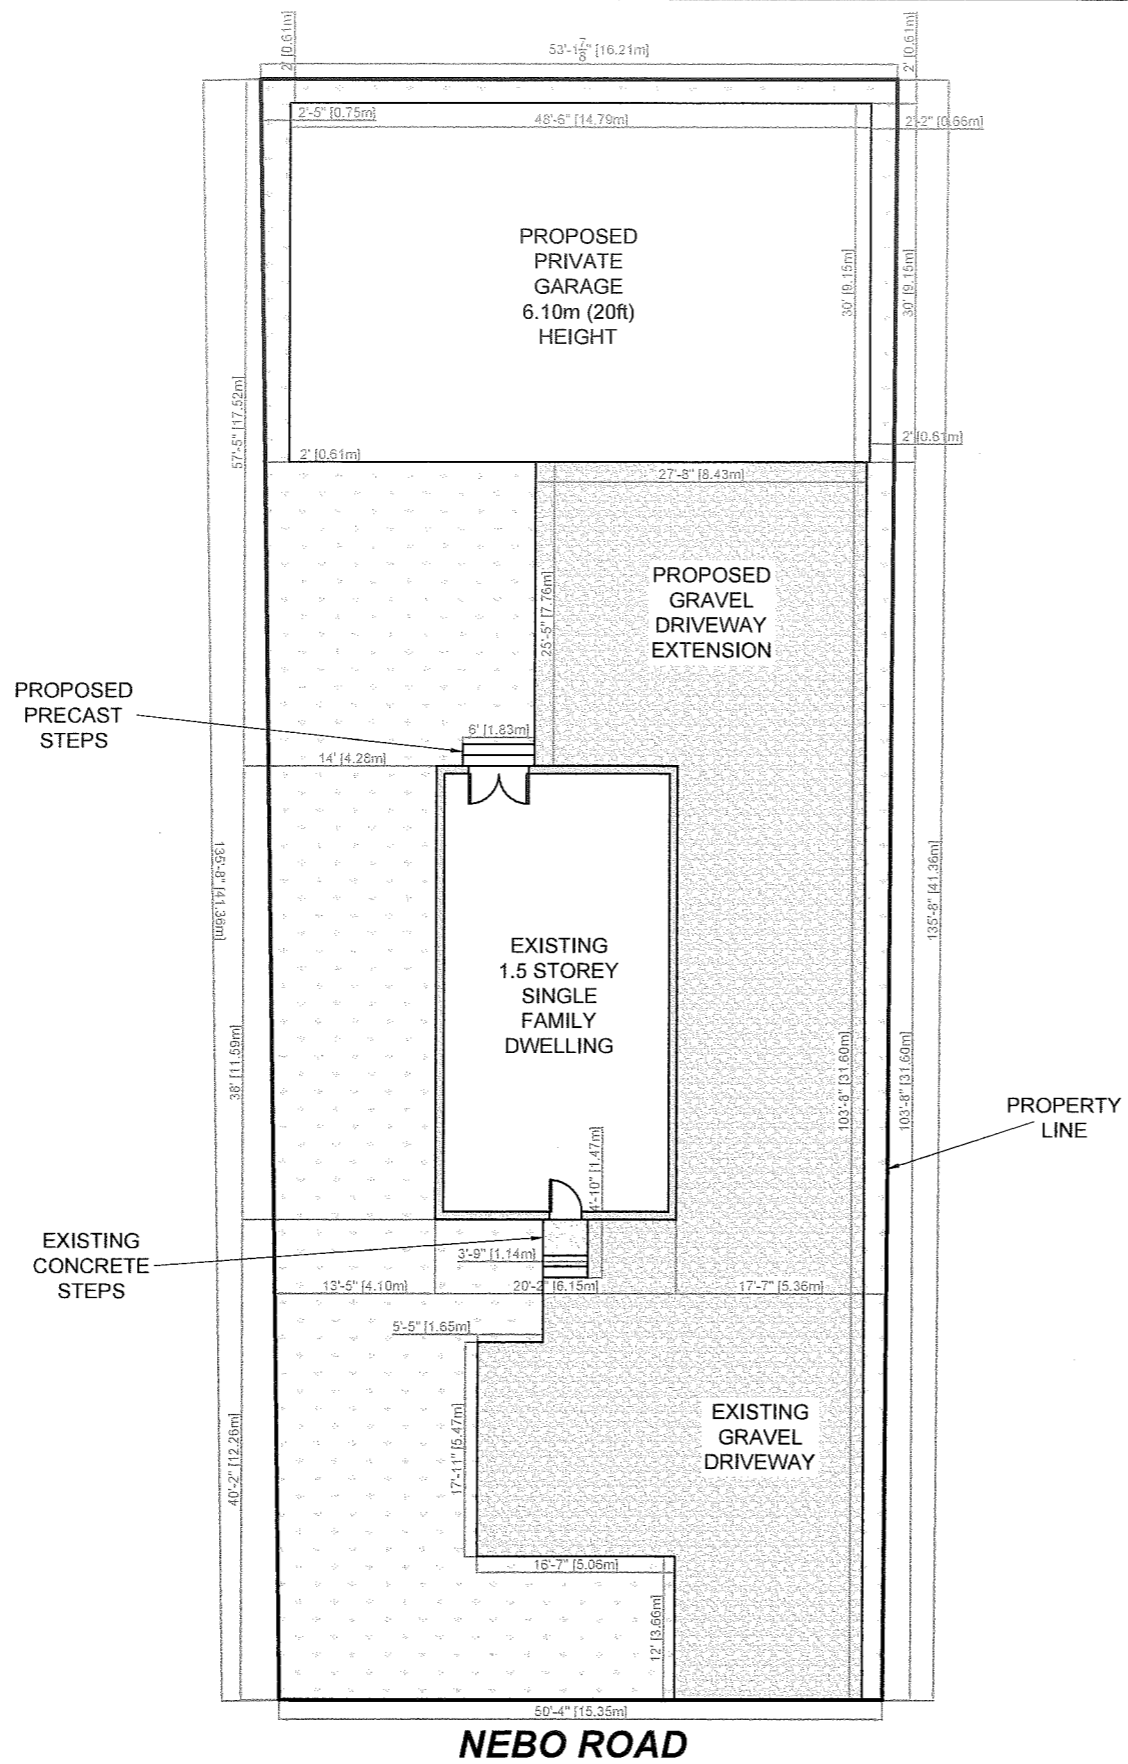 2' [0.61m]
53'-1 7/8" [16.21m]
2' [0.61m]
2'-5" [0.75m]
48'-6" [14.79m]
2'-2" [0.66m]
PROPOSED
PRIVATE
GARAGE
6.10m (20ft)
HEIGHT
30' [9.15m]
30' [9.15m]
57'-5" [17.52m]
2' [0.61m]
2' [0.61m]
27'-8" [8.43m]
25'-5" [7.76m]
PROPOSED
GRAVEL
DRIVEWAY
EXTENSION
PROPOSED
PRECAST
STEPS
6' [1.83m]
14' [4.28m]
135'-8" [41.36m]
135'-8" [41.36m]
EXISTING
1.5 STOREY
SINGLE
FAMILY
DWELLING
38' [11.59m]
103'-8" [31.60m]
103'-8" [31.60m]
PROPERTY
LINE
4'-10" [1.47m]
EXISTING
CONCRETE
STEPS
3'-9" [1.14m]
13'-5" [4.10m]
20'-2" [6.15m]
17'-7" [5.36m]
5'-5" [1.65m]
17'-11" [5.47m]
EXISTING
GRAVEL
DRIVEWAY
40'-2" [12.26m]
16'-7" [5.06m]
12' [3.66m]
50'-4" [15.35m]
NEBO ROAD